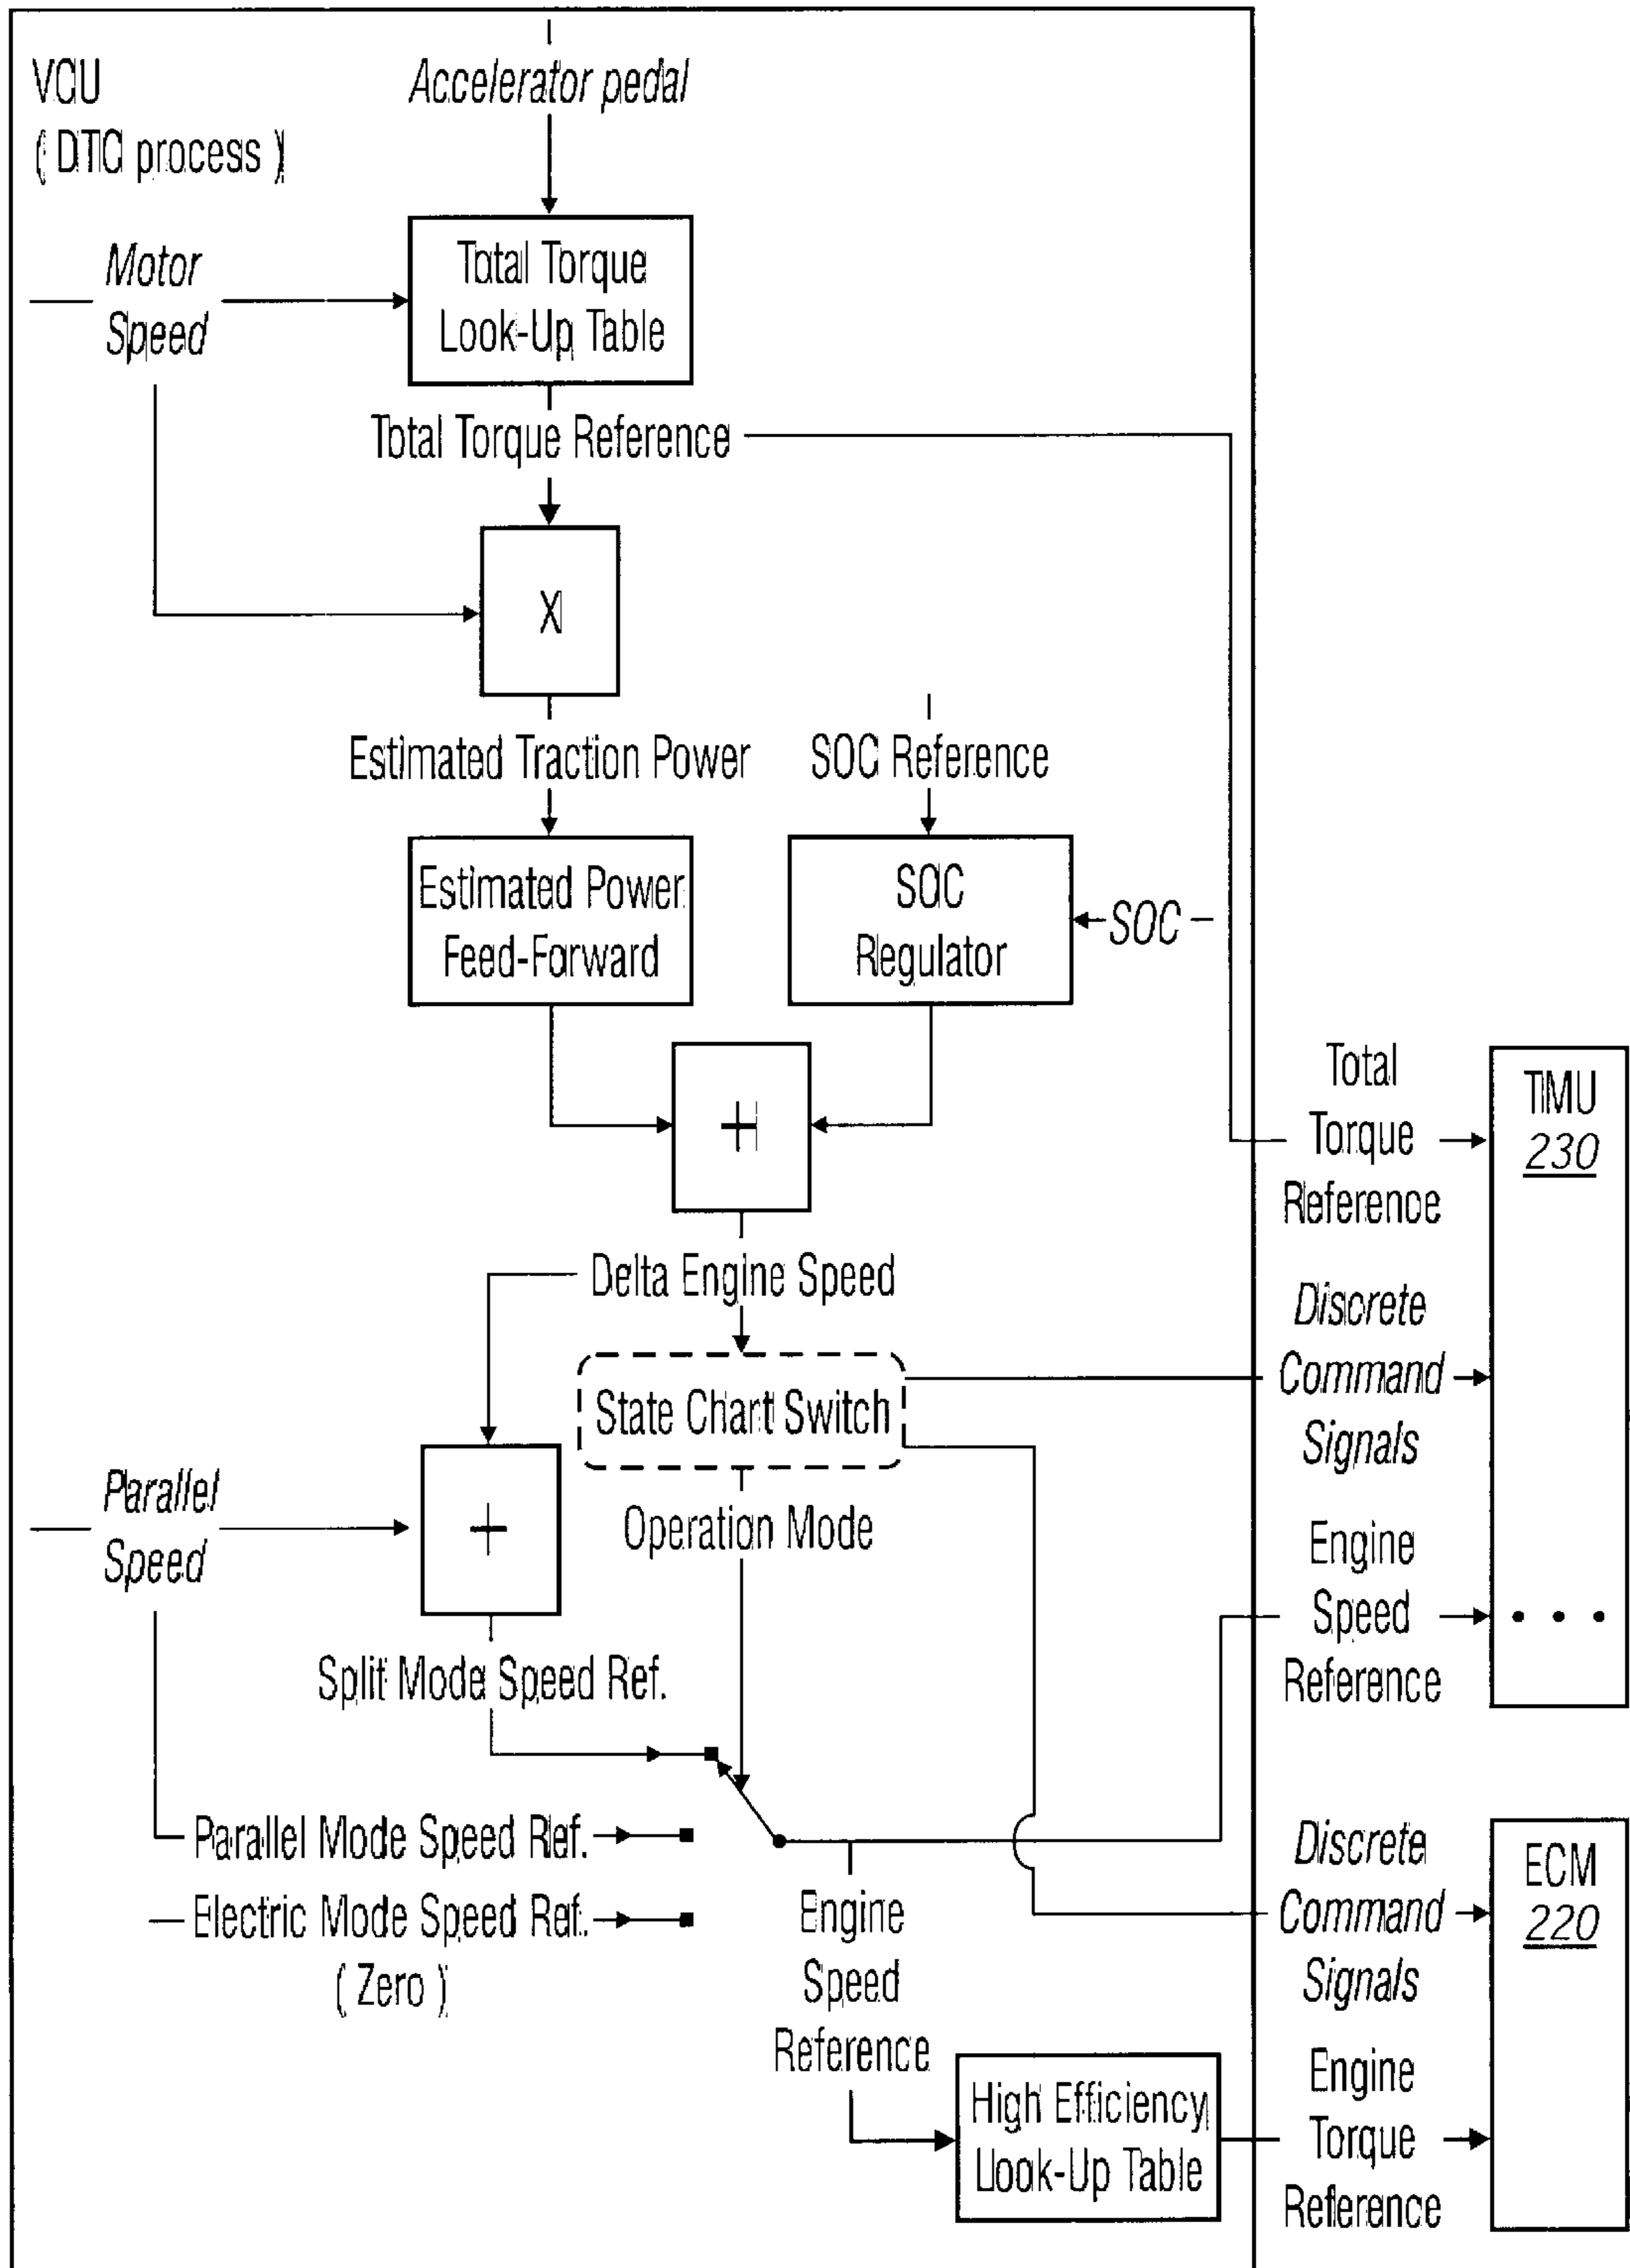 VCU
( DTC process )
Accelerator pedal
Motor
Speed
Total Torque
Look-Up Table
Total Torque Reference
X
Estimated Traction Power
SOC Reference
Estimated Power
Feed-Forward
SOC
Regulator
SOC
+
Delta Engine Speed
State Chart Switch
Parallel
Speed
+
Operation Mode
Split Mode Speed Ref.
Parallel Mode Speed Ref.
Electric Mode Speed Ref.
( Zero )
Engine
Speed
Reference
High Efficiency
Look-Up Table
Total
Torque
Reference
Discrete
Command
Signals
Engine
Speed
Reference
TIMU
230
• • •
Discrete
Command
Signals
Engine
Torque
Reference
ECM
220